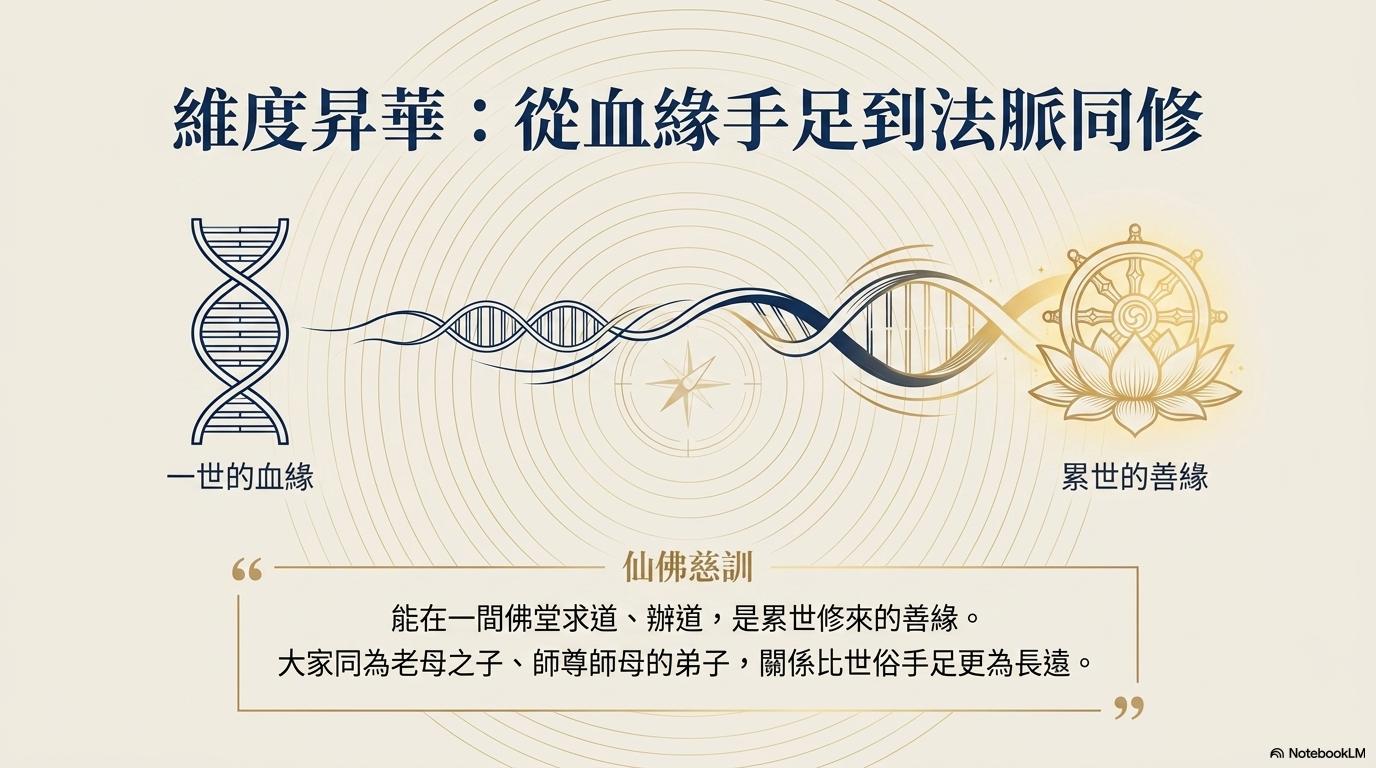 維度昇華：從血緣手足到法脈同修
一世的血緣
累世的善緣
仙佛慈訓
“
能在一間佛堂求道、辦道，是累世修來的善緣。
大家同為老母之子、師尊師母的弟子，關係比世俗手足更為長遠。
”
NotebookLM